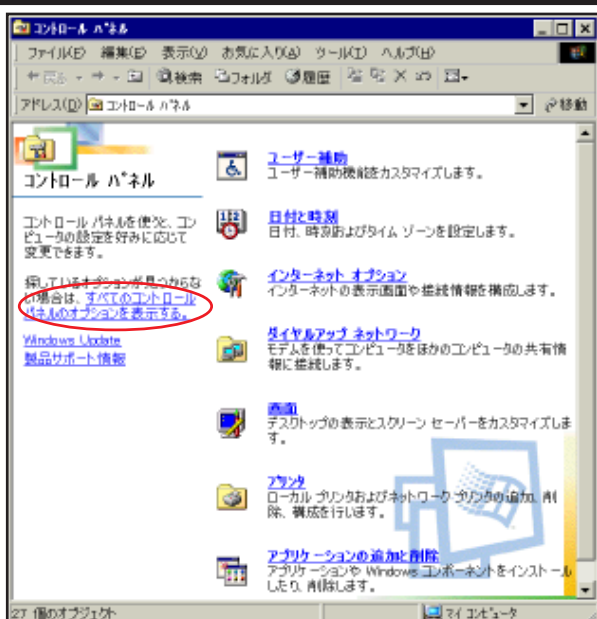 コントロール パネル
ファイル(F) 編集(E) 表示(V) お気に入り(A) ツール(T) ヘルプ(H)
戻る 検索 フォルダ 履歴
アドレス(D) コントロール パネル 移動
コントロール パネル
コントロール パネルを使うと、コン
ピュータの設定を好みに応じて
変更できます。
探しているオプションが見つからな
い場合は、すべてのコントロール
パネルのオプションを表示する。
Windows Update
製品サポート情報
ユーザー補助
ユーザー補助機能をカスタマイズします。
日付と時刻
日付、時刻およびタイム ゾーンを設定します。
インターネット オプション
インターネットの表示画面や接続情報を構成します。
ダイヤルアップ ネットワーク
モデムを使ってコンピュータをほかのコンピュータの共有情
報に接続します。
画面
デスクトップの表示とスクリーン セーバーをカスタマイズしま
す。
プリンタ
ローカル プリンタおよびネットワーク プリンタの追加、削
除、構成を行います。
アプリケーションの追加と削除
アプリケーションや Windows コンポーネントをインストール
したり、削除します。
27 個のオブジェクト マイ コンピュータ